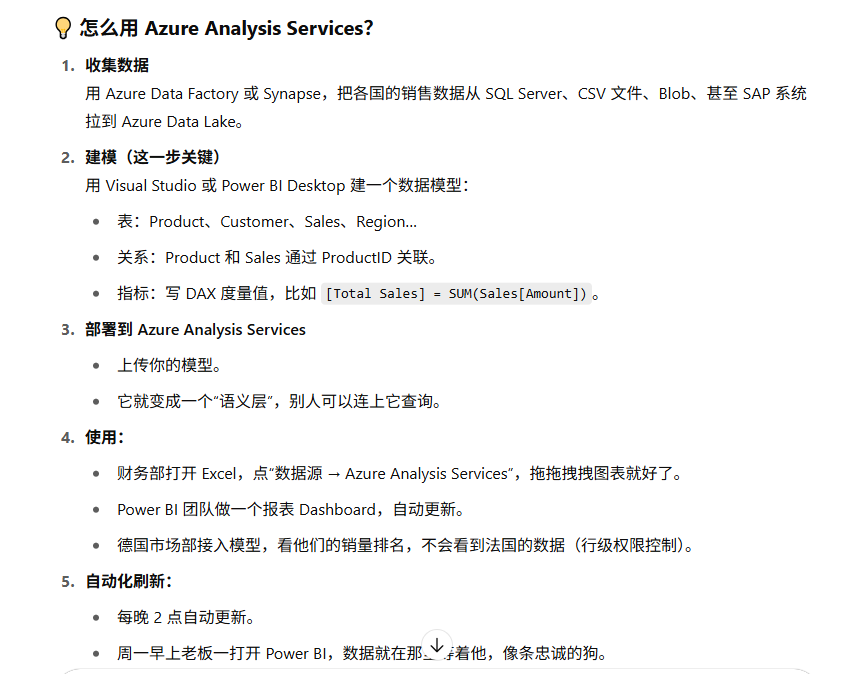 💡 怎么用 Azure Analysis Services？
1. 收集数据
用 Azure Data Factory 或 Synapse，把各国的销售数据从 SQL Server、CSV 文件、Blob、甚至 SAP 系统
拉到 Azure Data Lake。
2. 建模（这一步关键）
用 Visual Studio 或 Power BI Desktop 建一个数据模型：
• 表：Product、Customer、Sales、Region…
• 关系：Product 和 Sales 通过 ProductID 关联。
• 指标：写 DAX 度量值，比如 [Total Sales] = SUM(Sales[Amount])。
3. 部署到 Azure Analysis Services
• 上传你的模型。
• 它就变成一个“语义层”，别人可以连上它查询。
4. 使用：
• 财务部打开 Excel，点“数据源 → Azure Analysis Services”，拖拖拽拽图表就好了。
• Power BI 团队做一个报表 Dashboard，自动更新。
• 德国市场部接入模型，看他们的销量排名，不会看到法国的数据（行级权限控制）。
5. 自动化刷新：
• 每晚 2 点自动更新。
• 周一早上老板一打开 Power BI，数据就在那 着他，像条忠诚的狗。